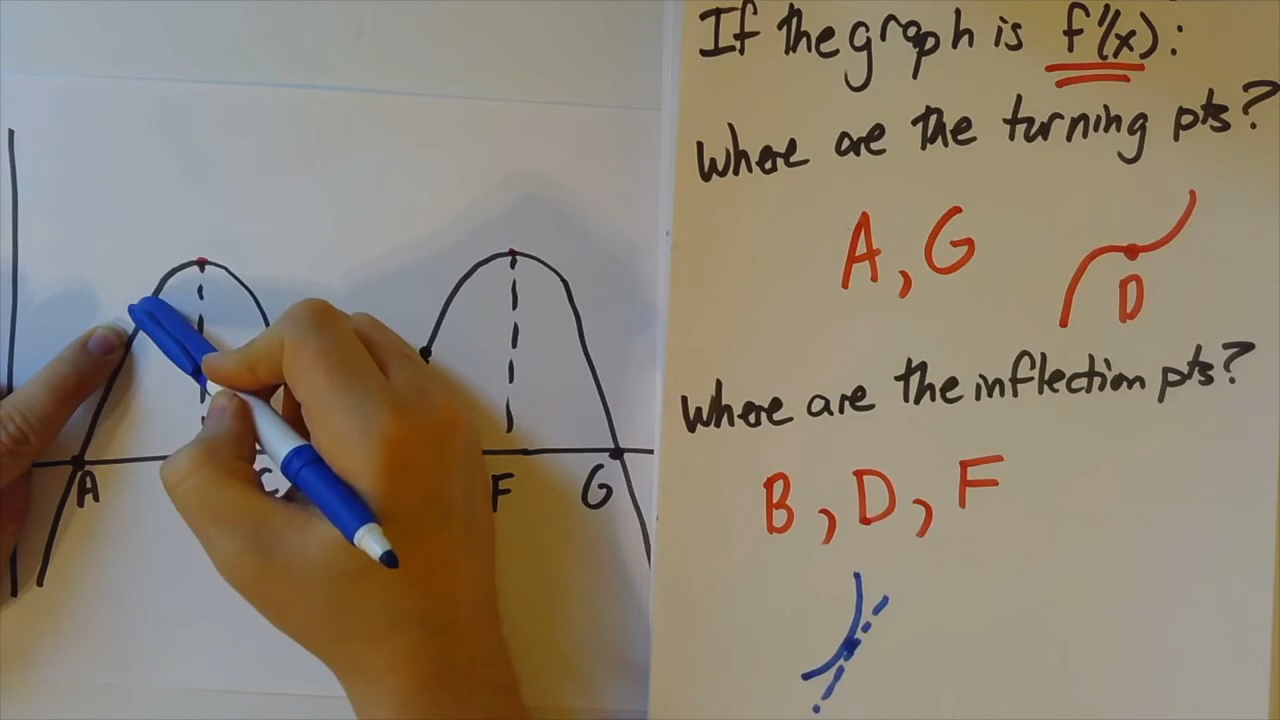 If the graph is f'(x):
Where are the turning pts?
A, G
D
Where are the inflection pts?
B, D, F
A
C
F
G